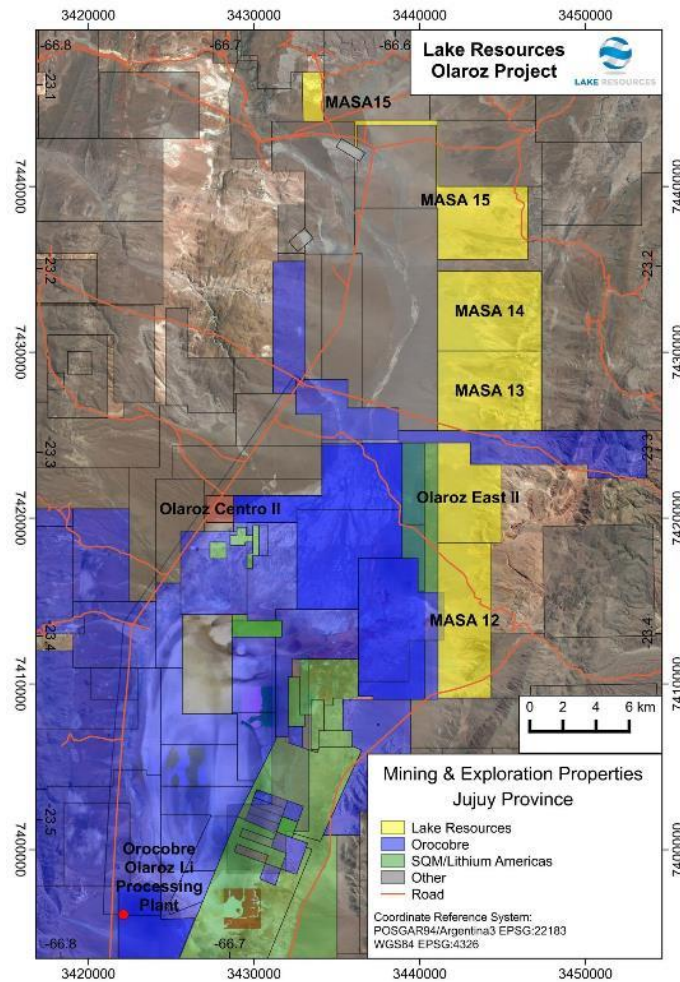 3420000
3430000
3440000
3450000
-66.8
-66.7
-66.6
Lake Resources
Olaroz Project
LAKE RESOURCES
-23.1
MASA15
7440000
7440000
MASA 15
-23.2
-23.2
MASA 14
7430000
7430000
MASA 13
-23.3
-23.3
Olaroz East II
Olaroz Centro II
7420000
7420000
MASA 12
-23.4
-23.4
7410000
7410000
0 2 4 6 km
Mining & Exploration Properties
Jujuy Province
Lake Resources
Orocobre
SQM/Lithium Americas
Other
Road
Coordinate Reference System:
POSGAR94/Argentina3 EPSG:22183
WGS84 EPSG:4326
-23.5
7400000
7400000
Orocobre
Olaroz Li
Processing
Plant
-66.8
-66.7
3420000
3430000
3440000
3450000